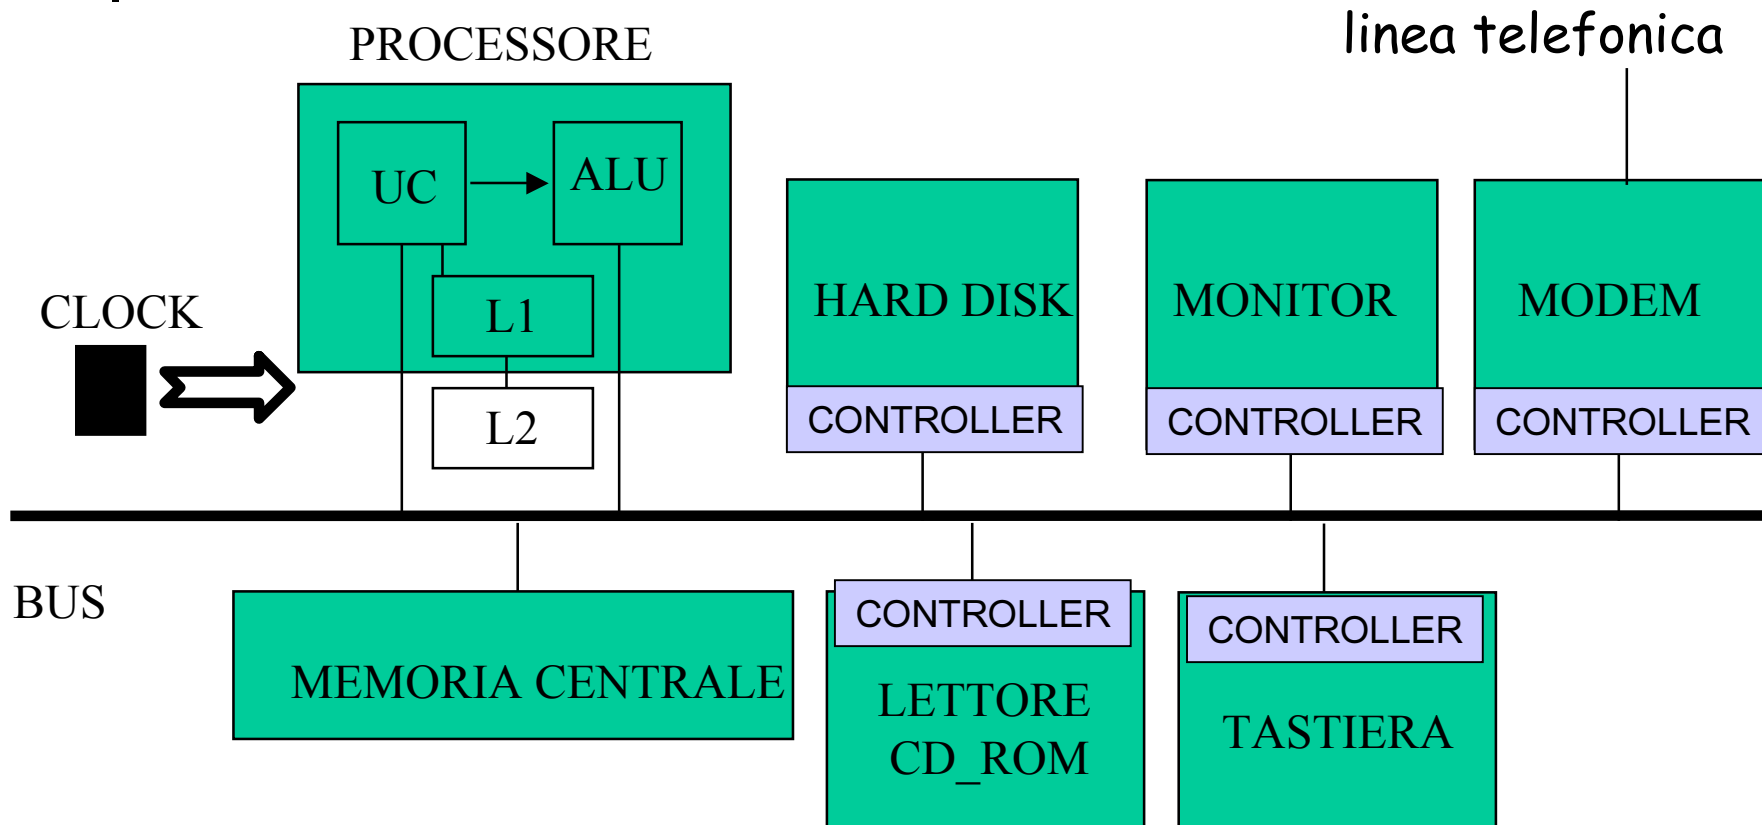 linea telefonica
PROCESSORE
UC
ALU
CLOCK
L1
HARD DISK
MONITOR
MODEM
L2
CONTROLLER
CONTROLLER
CONTROLLER
BUS
MEMORIA CENTRALE
CONTROLLER
LETTORE
CD_ROM
CONTROLLER
TASTIERA